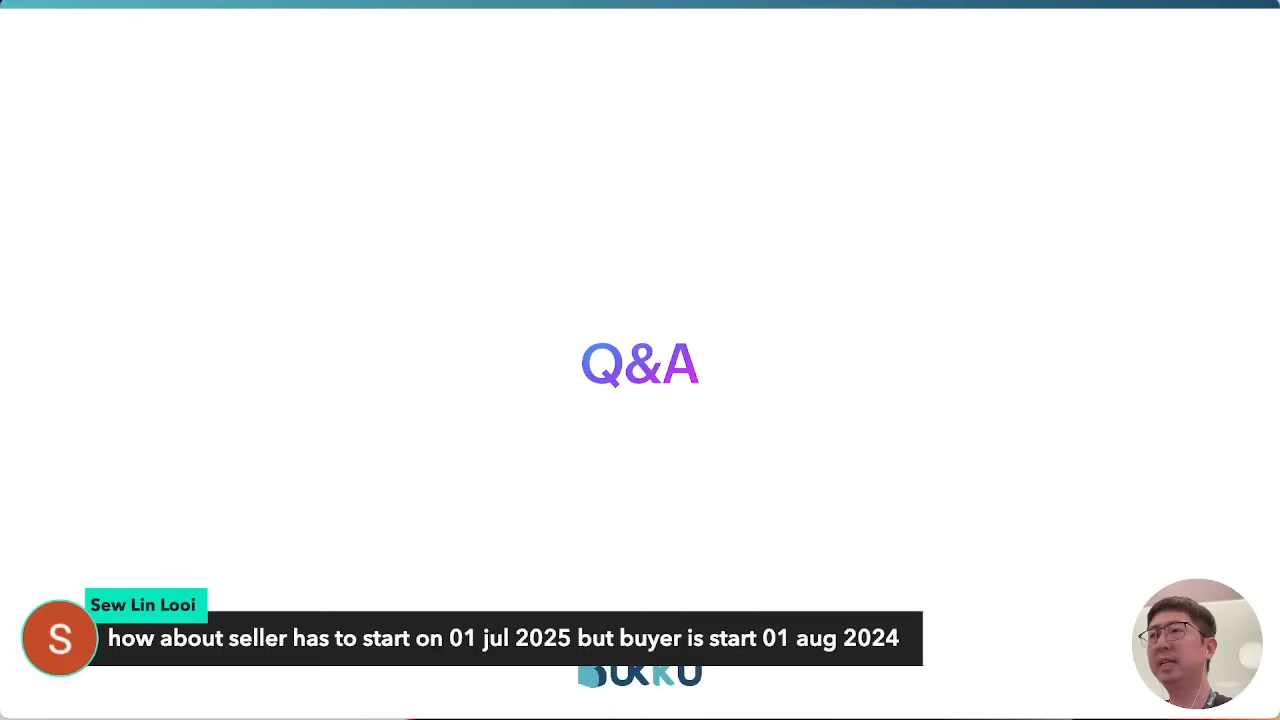 Q&A
Sew Lin Looi
S
how about seller has to start on 01 jul 2025 but buyer is start 01 aug 2024
BUKKU